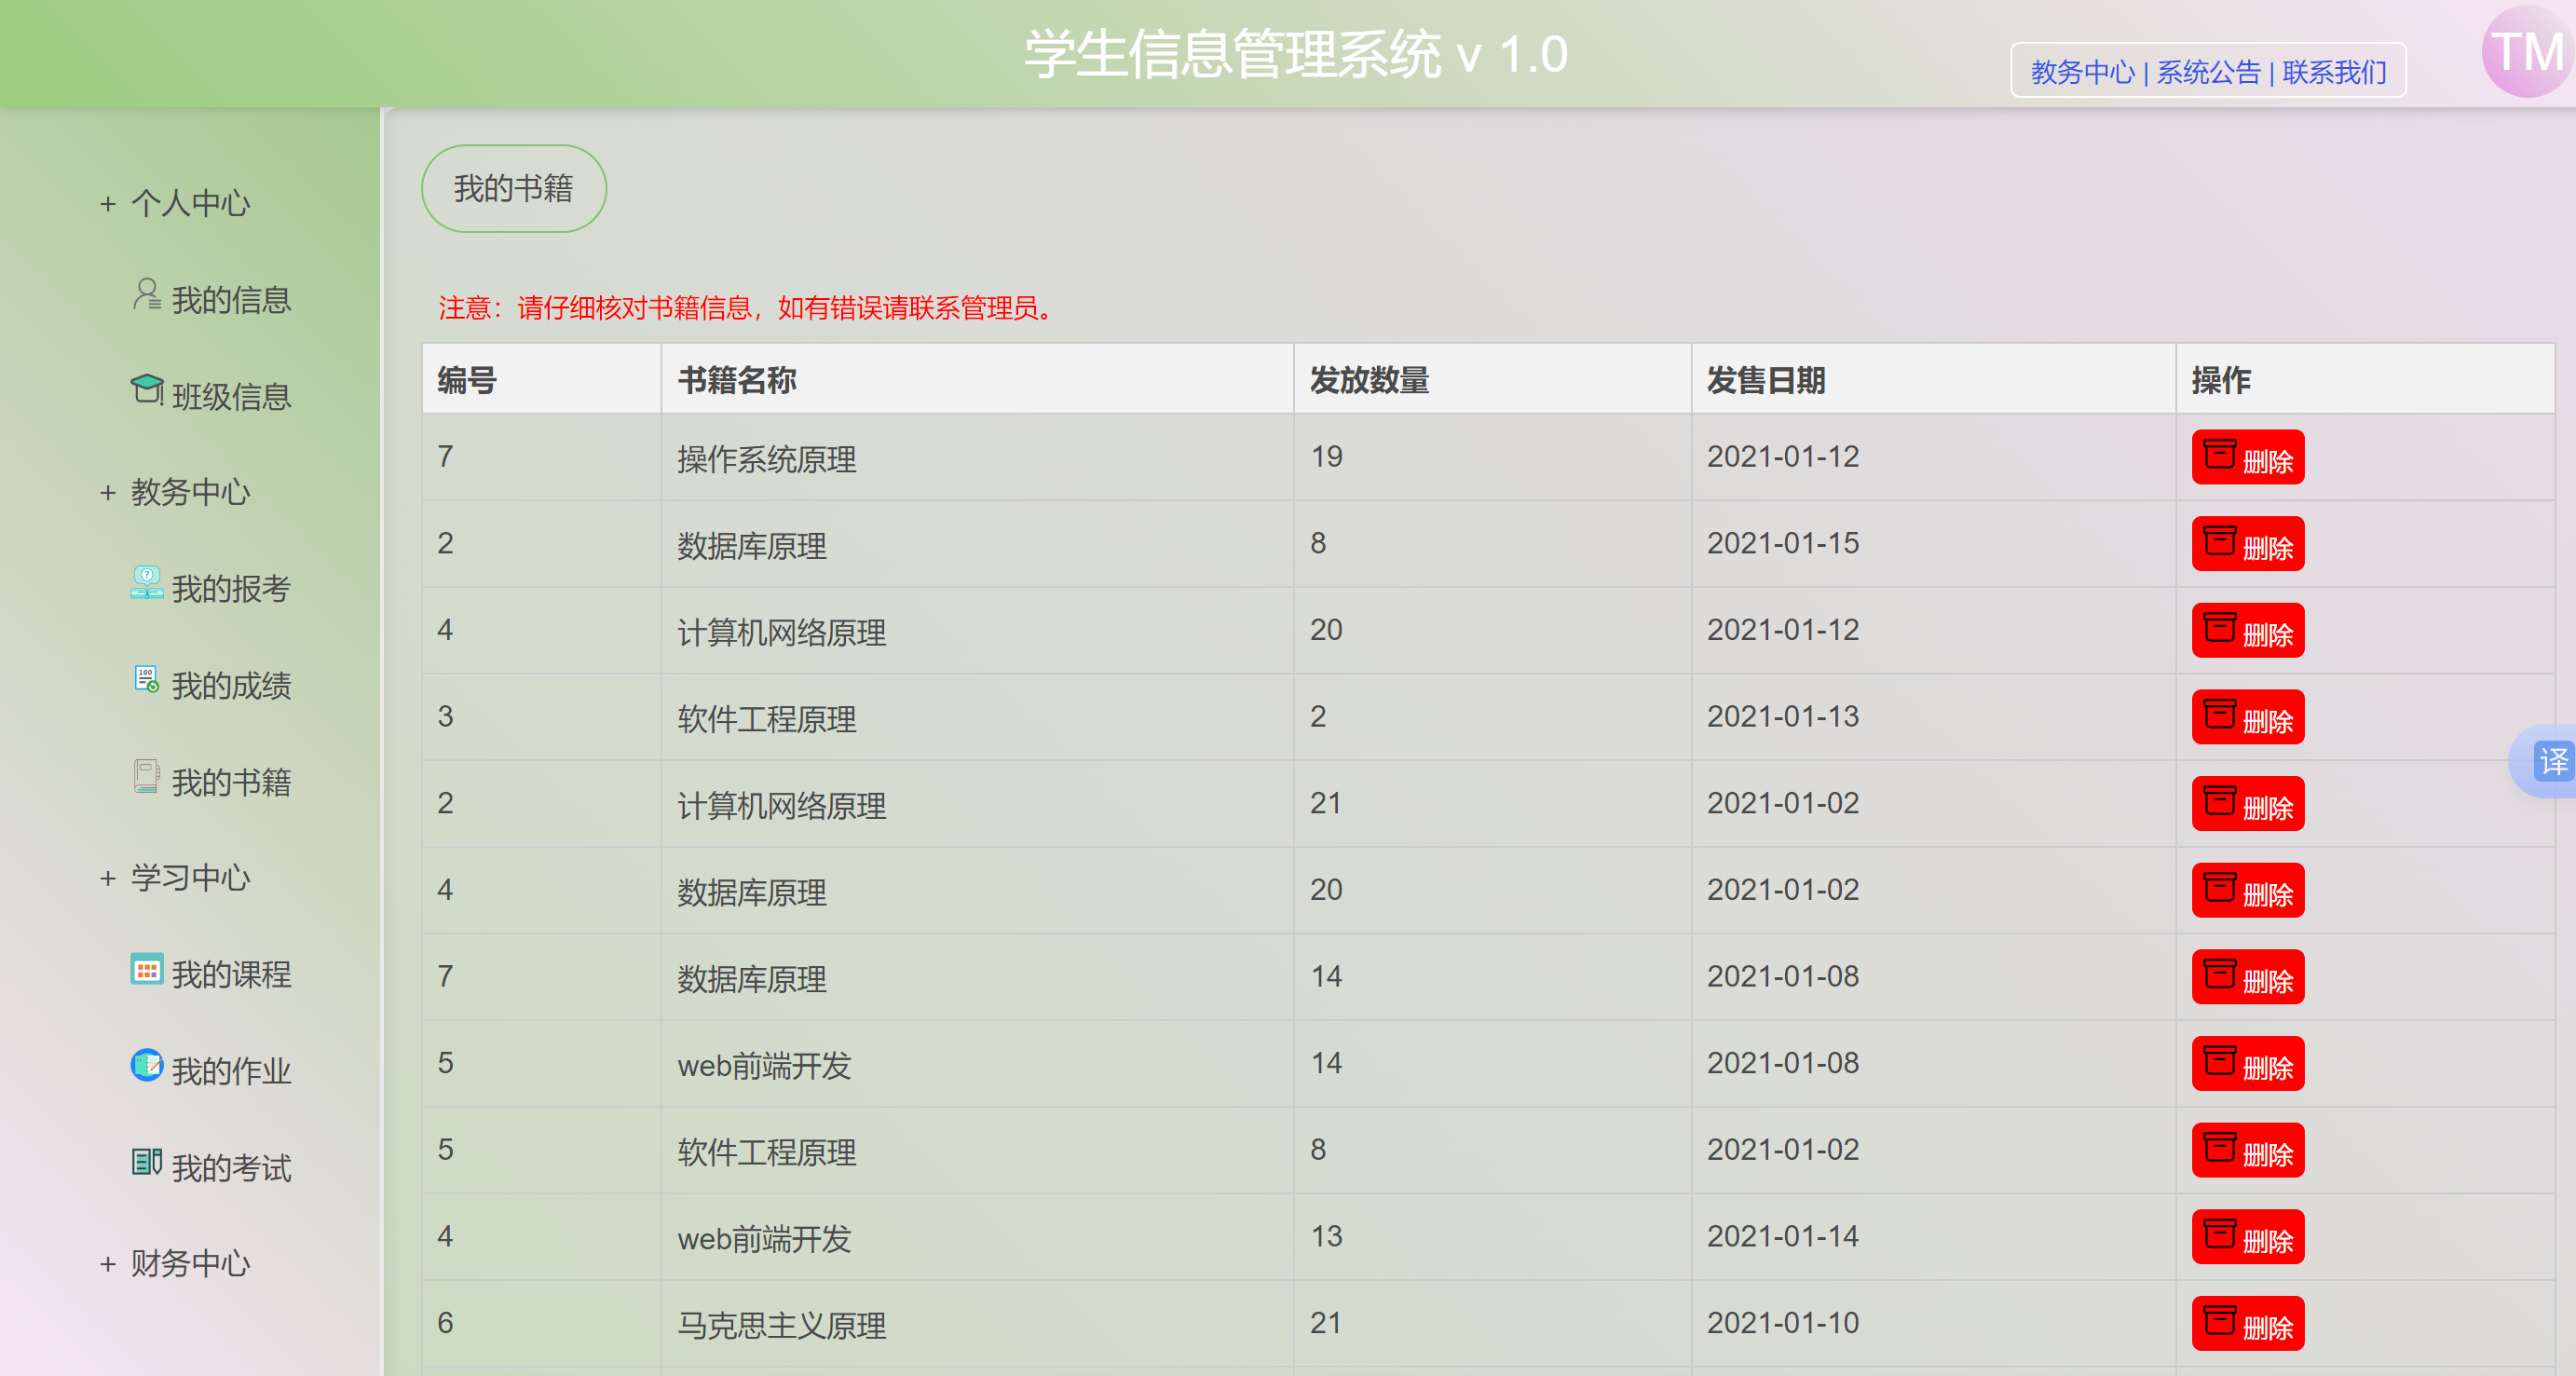 学生信息管理系统 v 1.0
教务中心 | 系统公告 | 联系我们
TM
+ 个人中心
我的信息
班级信息
+ 教务中心
我的报考
我的成绩
我的书籍
+ 学习中心
我的课程
我的作业
我的考试
+ 财务中心
我的书籍
注意：请仔细核对书籍信息，如有错误请联系管理员。
编号 书籍名称 发放数量 发售日期 操作
7 操作系统原理 19 2021-01-12 删除
2 数据库原理 8 2021-01-15 删除
4 计算机网络原理 20 2021-01-12 删除
3 软件工程原理 2 2021-01-13 删除
2 计算机网络原理 21 2021-01-02 删除
4 数据库原理 20 2021-01-02 删除
7 数据库原理 14 2021-01-08 删除
5 web前端开发 14 2021-01-08 删除
5 软件工程原理 8 2021-01-02 删除
4 web前端开发 13 2021-01-14 删除
6 马克思主义原理 21 2021-01-10 删除
译